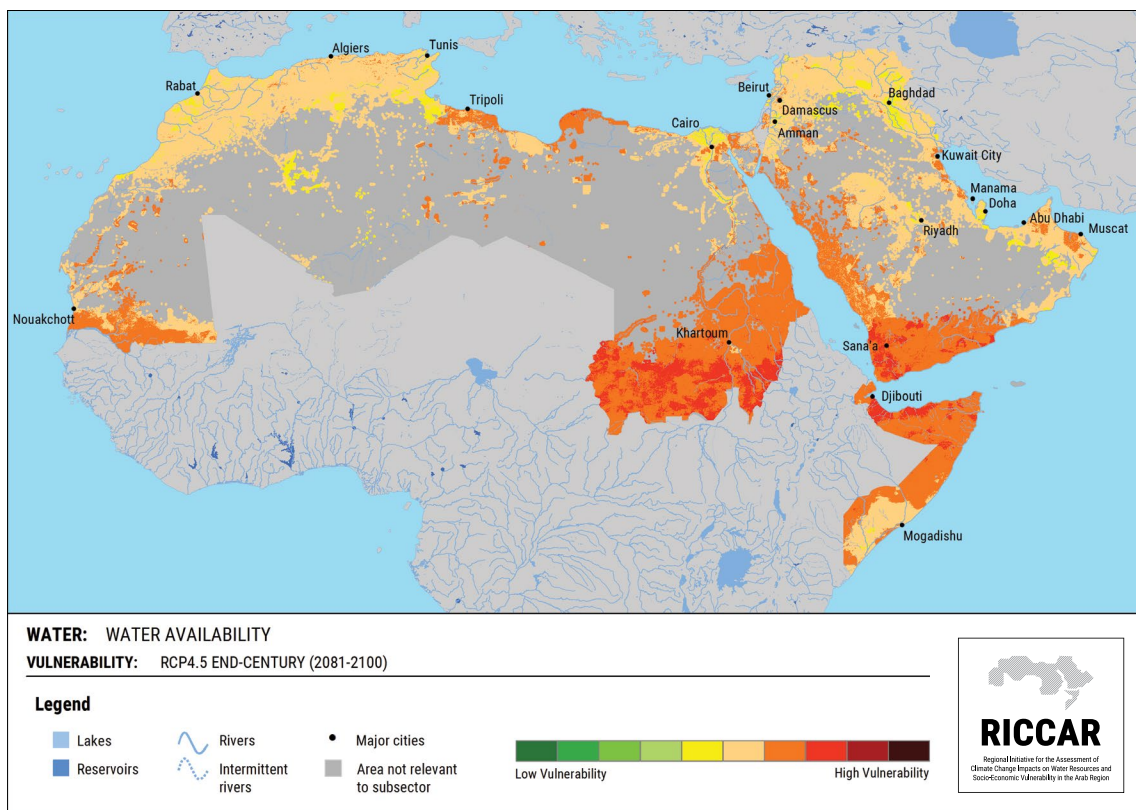 Algiers
Tunis
Rabat
Tripoli
Beirut
Damascus
Baghdad
Cairo
Amman
Kuwait City
Manama
Doha
Abu Dhabi
Riyadh
Muscat
Nouakchott
Khartoum
Sana'a
Djibouti
Mogadishu
WATER: WATER AVAILABILITY
VULNERABILITY: RCP4.5 END-CENTURY (2081-2100)
Legend
Lakes
Reservoirs
Rivers
Intermittent
rivers
Major cities
Area not relevant
to subsector
Low Vulnerability
High Vulnerability
RICCAR
Regional Initiative for the Assessment of
Climate Change Impacts on Water Resources and
Socio-Economic Vulnerability in the Arab Region